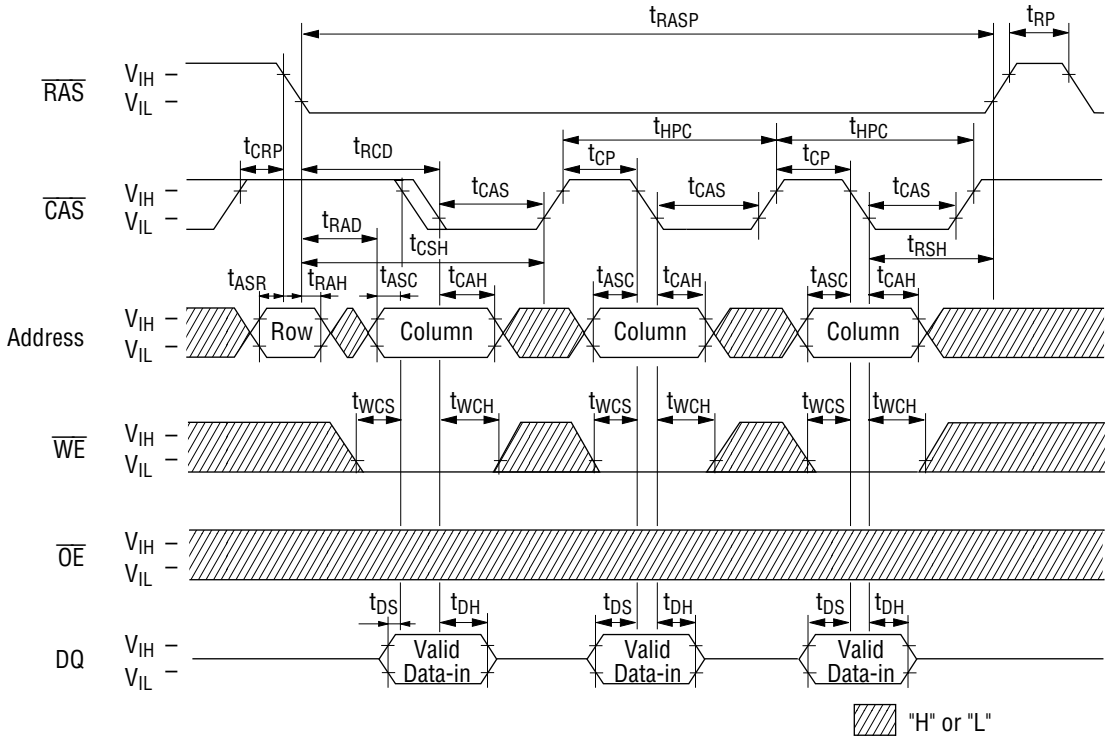 tRASP
tRP
RAS
VIH
VIL
tCRP
tRCD
tHPC
tHPC
tCP
tCP
CAS
VIH
VIL
tCAS
tCAS
tCAS
tRAD
tCSH
tRSH
tASR
tRAH
tASC
tCAH
tASC
tCAH
tASC
tCAH
Address
VIH
VIL
Row
Column
Column
Column
tWCS
tWCH
tWCS
tWCH
tWCS
tWCH
WE
VIH
VIL
OE
VIH
VIL
tDS
tDH
tDS
tDH
tDS
tDH
DQ
VIH
VIL
Valid
Data-in
Valid
Data-in
Valid
Data-in
"H" or "L"